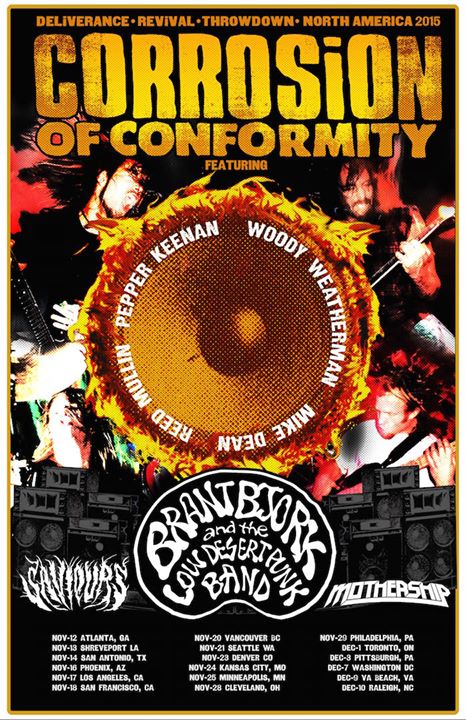 DELIVERANCE • REVIVAL • THROWDOWN • NORTH AMERICA 2015
CORROSiON
OF CONFORMITY
FEATURING
PEPPER KEENAN
WOODY WEATHERMAN
REED MULLIN
MIKE DEAN
BRANT BJORK
and the
LOW DESERT PUNK
BAND
SAVIOURS
MOTHERSHIP
NOV-12 ATLANTA, GA
NOV-13 SHREVEPORT LA
NOV-14 SAN ANTONIO, TX
NOV-16 PHOENIX, AZ
NOV-17 LOS ANGELES, CA
NOV-18 SAN FRANCISCO, CA
NOV-20 VANCOUVER BC
NOV-21 SEATTLE WA
NOV-23 DENVER CO
NOV-24 KANSAS CITY, MO
NOV-25 MINNEAPOLIS, MN
NOV-28 CLEVELAND, OH
NOV-29 PHILADELPHIA, PA
DEC-1 TORONTO, ON
DEC-3 PITTSBURGH, PA
DEC-7 WASHINGTON DC
DEC-9 VA BEACH, VA
DEC-10 RALEIGH, NC